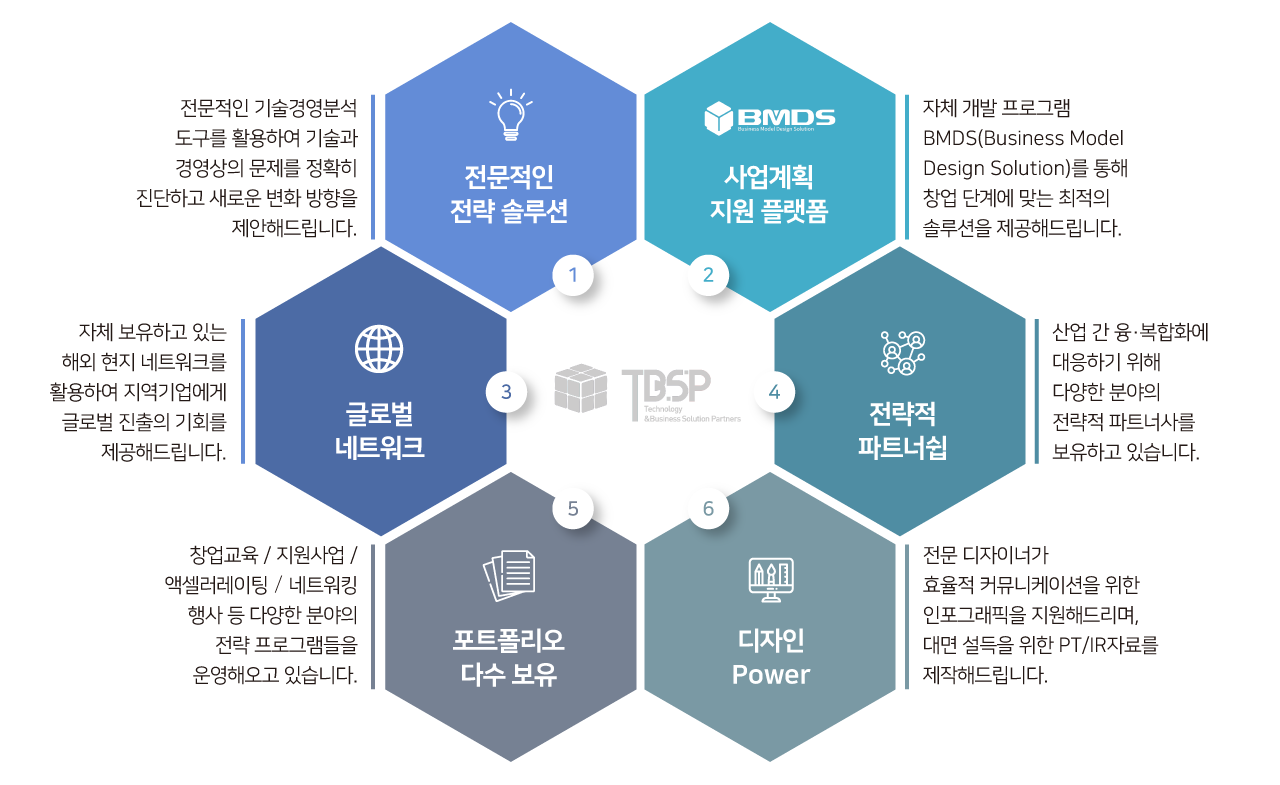 전문적인 기술경영분석
도구를 활용하여 기술과
경영상의 문제를 정확히
진단하고 새로운 변화 방향을
제안해드립니다.
전문적인
전략 솔루션
1
BMDS
Business Model Design Solution
사업계획
지원 플랫폼
2
자체 개발 프로그램
BMDS(Business Model
Design Solution)를 통해
창업 단계에 맞는 최적의
솔루션을 제공해드립니다.
자체 보유하고 있는
해외 현지 네트워크를
활용하여 지역기업에게
글로벌 진출의 기회를
제공해드립니다.
글로벌
네트워크
3
TBSP
Technology
&Business Solution Partners
4
전략적
파트너쉽
산업 간 융·복합화에
대응하기 위해
다양한 분야의
전략적 파트너사를
보유하고 있습니다.
창업교육 / 지원사업 /
액셀러레이팅 / 네트워킹
행사 등 다양한 분야의
전략 프로그램들을
운영해오고 있습니다.
5
포트폴리오
다수 보유
6
디자인
Power
전문 디자이너가
효율적 커뮤니케이션을 위한
인포그래픽을 지원해드리며,
대면 설득을 위한 PT/IR자료를
제작해드립니다.